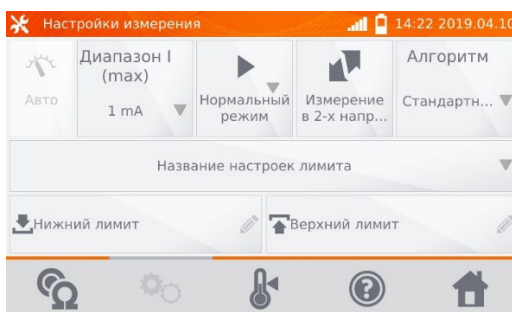 Настройки измерения 14:22 2019.04.10
Диапазон I
(max)
Алгоритм
Авто
1 mA
Нормальный
режим
Измерение
в 2-х напр...
Стандартн...
Название настроек лимита
Нижний лимит
Верхний лимит